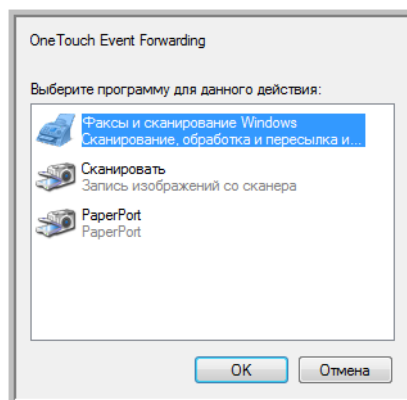 OneTouch Event Forwarding
Выберите программу для данного действия:
Факсы и сканирование Windows
Сканирование, обработка и пересылка и...
Сканировать
Запись изображений со сканера
PaperPort
PaperPort
OK
Отмена